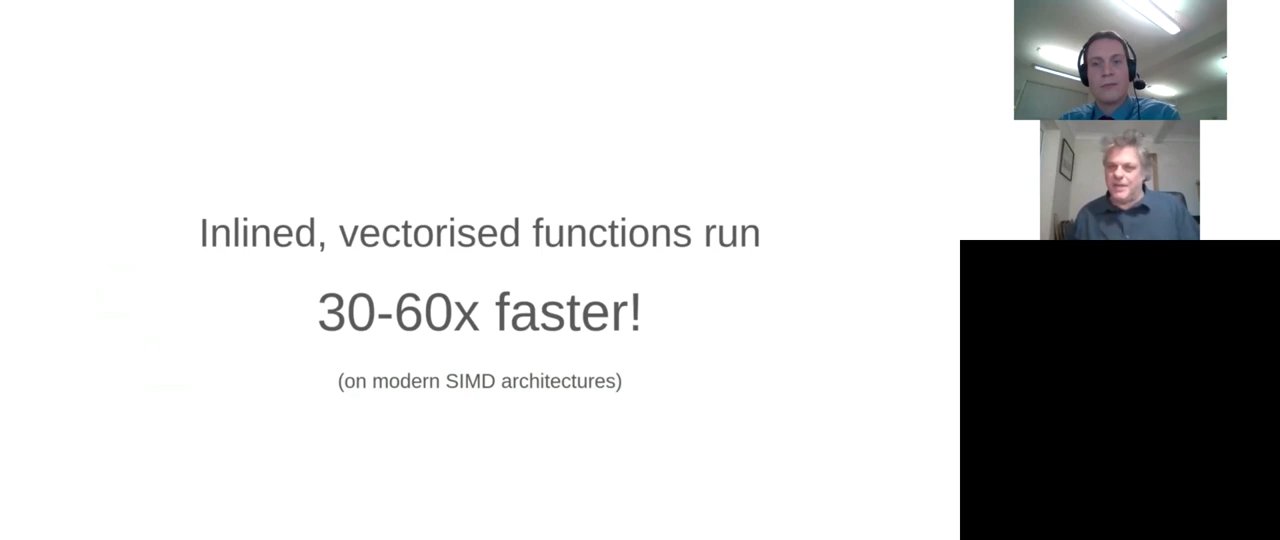 Inlined, vectorised functions run
30-60x faster!
(on modern SIMD architectures)